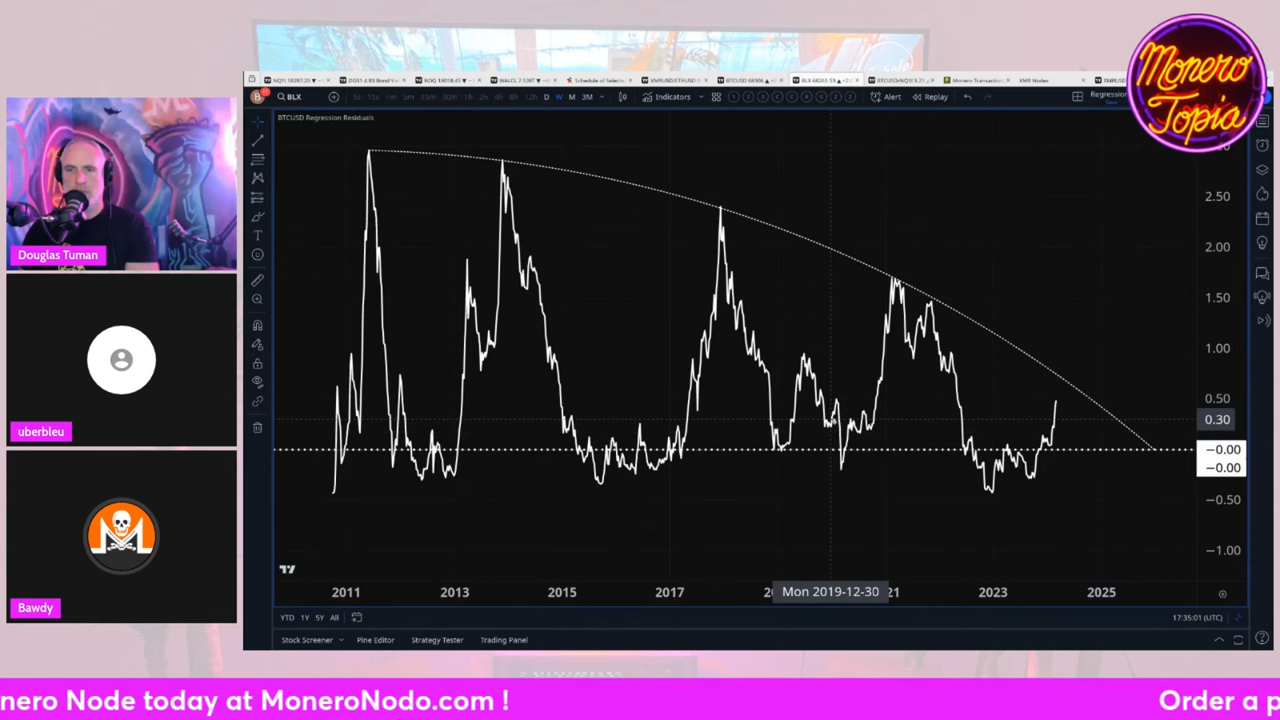 Monero
Topia
BLX
D W M 3M
Indicators
Alert
Replay
BTCUSD Regression Residuals
2.50
2.00
1.50
1.00
0.50
0.30
−0.00
−0.00
−0.50
−1.00
2011 2013 2015 2017 Mon 2019-12-30 21 2023 2025
YTD 1Y 5Y All
17:35:01 (UTC)
Stock Screener Pine Editor Strategy Tester Trading Panel
Douglas Tuman
uberbleu
Bawdy
nero Node today at MoneroNodo.com ! Order a p